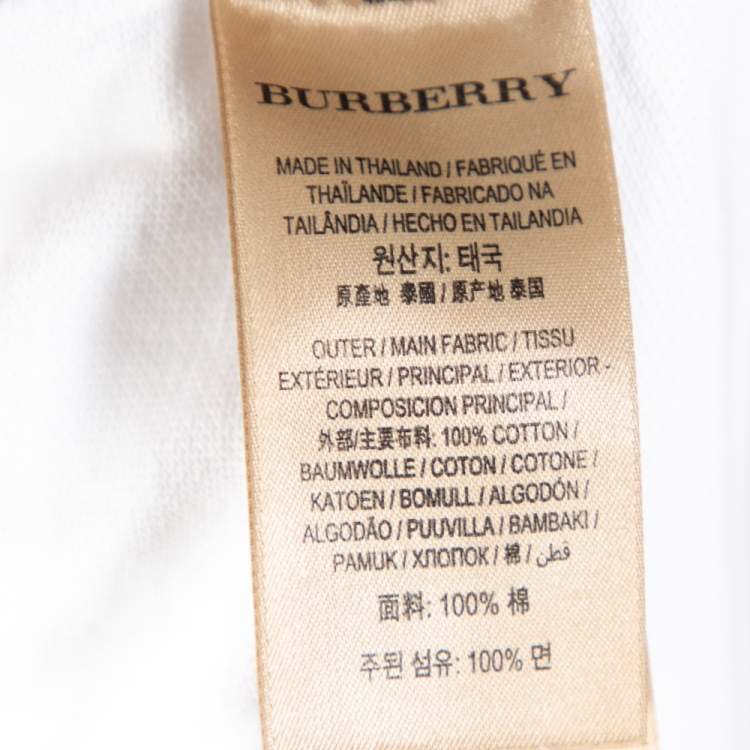 BURBERRY
MADE IN THAILAND / FABRIQUÉ EN
THAÏLANDE / FABRICADO NA
TAILÂNDIA / HECHO EN TAILANDIA
원산지: 태국
原產地 泰國 / 原产地 泰国
OUTER / MAIN FABRIC / TISSU
EXTÉRIEUR / PRINCIPAL / EXTERIOR -
COMPOSICION PRINCIPAL /
外部/主要布料: 100% COTTON /
BAUMWOLLE / COTON / COTONE /
KATOEN / BOMULL / ALGODÓN /
ALGODÃO / PUUVILLA / BAMBAKI /
PAMUK / ХЛОПОК / 棉 / قطن
面料: 100% 棉
주된 섬유: 100% 면